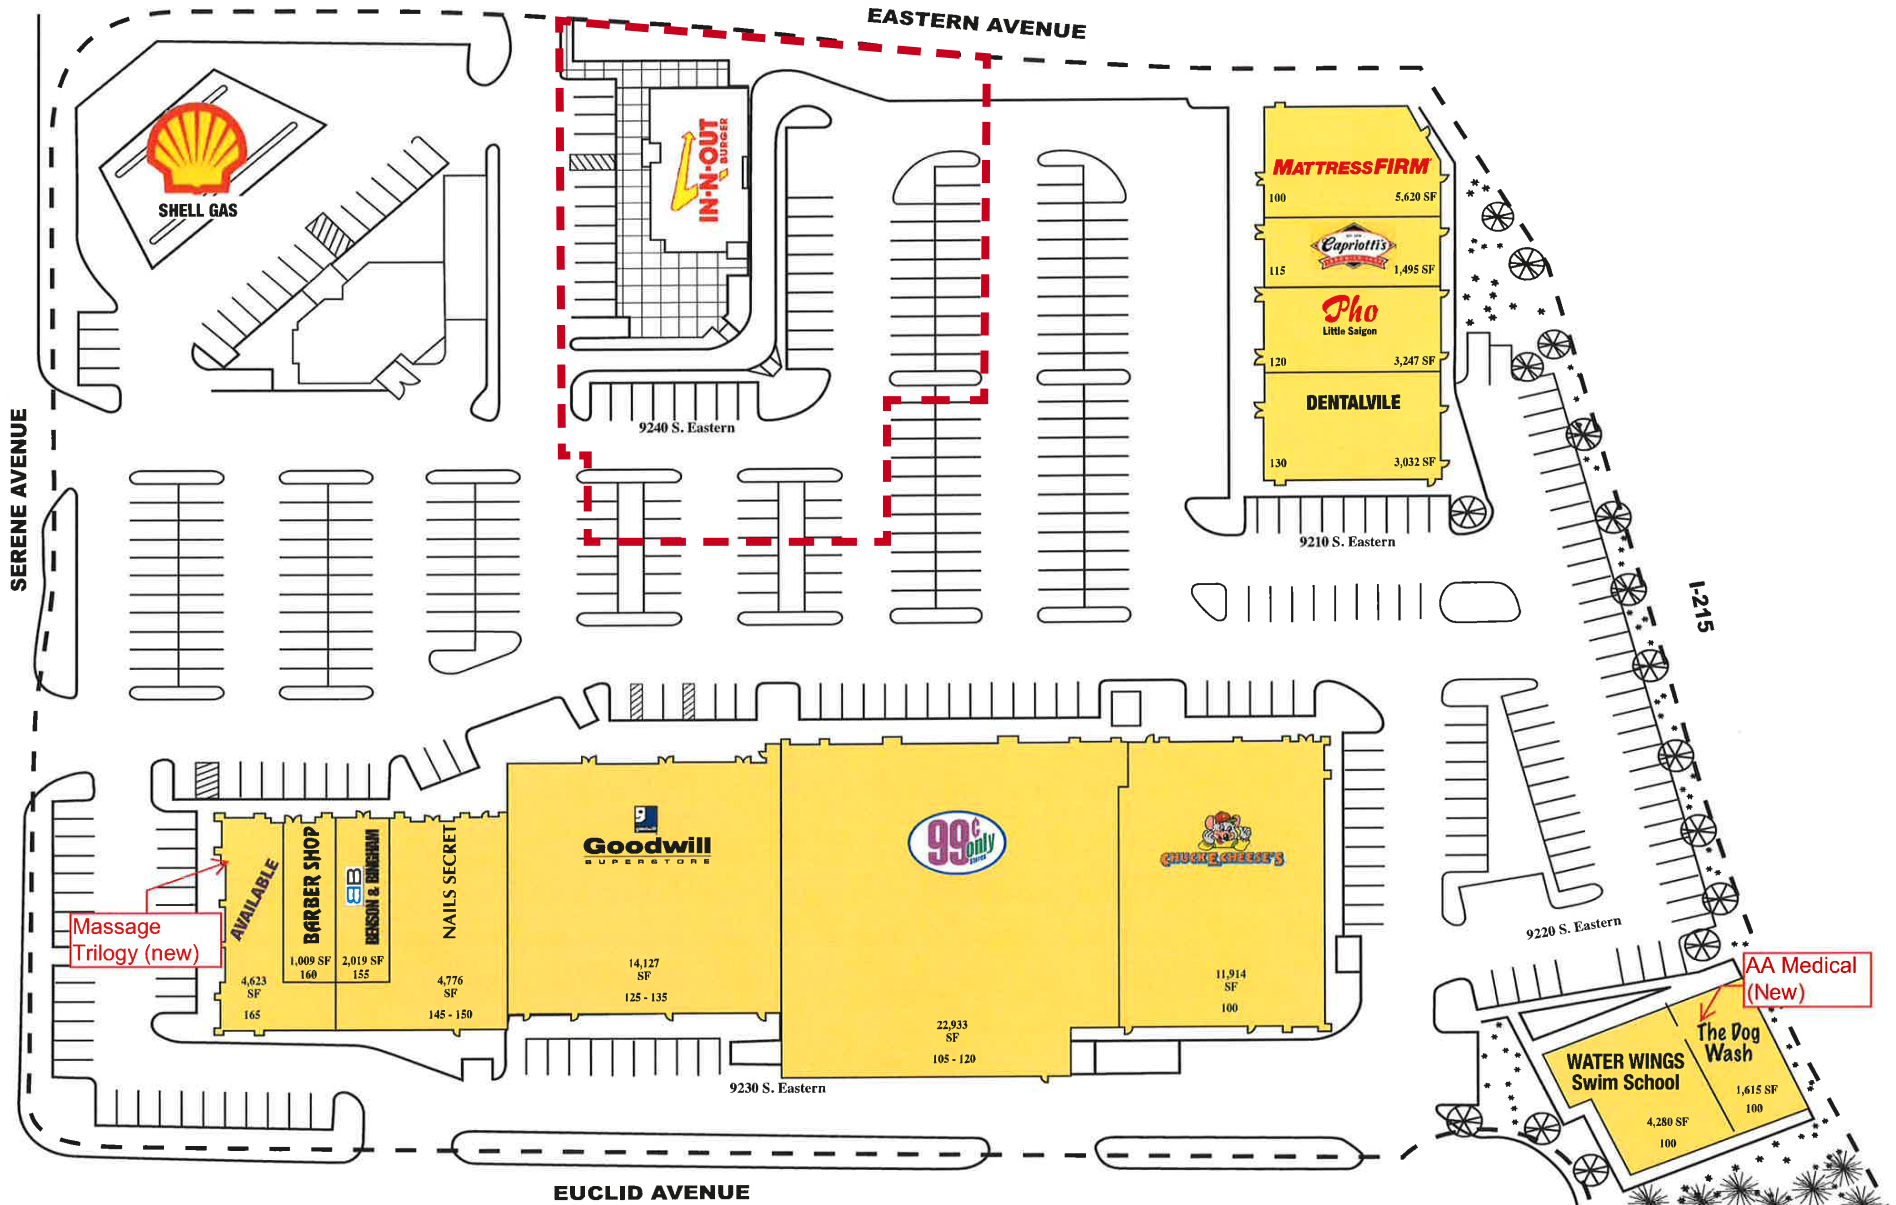 EASTERN AVENUE
SHELL GAS
IN-N-OUT
BURGER
MATTRESSFIRM
100
5,620 SF
Capriotti's
115
1,495 SF
Pho
Little Saigon
120
3,247 SF
DENTALVILE
130
3,032 SF
9240 S. Eastern
9210 S. Eastern
SERENE AVENUE
I-215
Massage
Trilogy (new)
AVAILABLE
4,623
SF
165
BARBER SHOP
1,009 SF
160
BB
BENSON & BINGHAM
2,019 SF
155
NAILS SECRET
4,776
SF
145 - 150
g
Goodwill
SUPERSTORE
14,127
SF
125 - 135
99¢
only
22,933
SF
105 - 120
CHUCK E. CHEESE'S
11,914
SF
100
9220 S. Eastern
AA Medical
(New)
The Dog
Wash
1,615 SF
100
WATER WINGS
Swim School
4,280 SF
100
9230 S. Eastern
EUCLID AVENUE